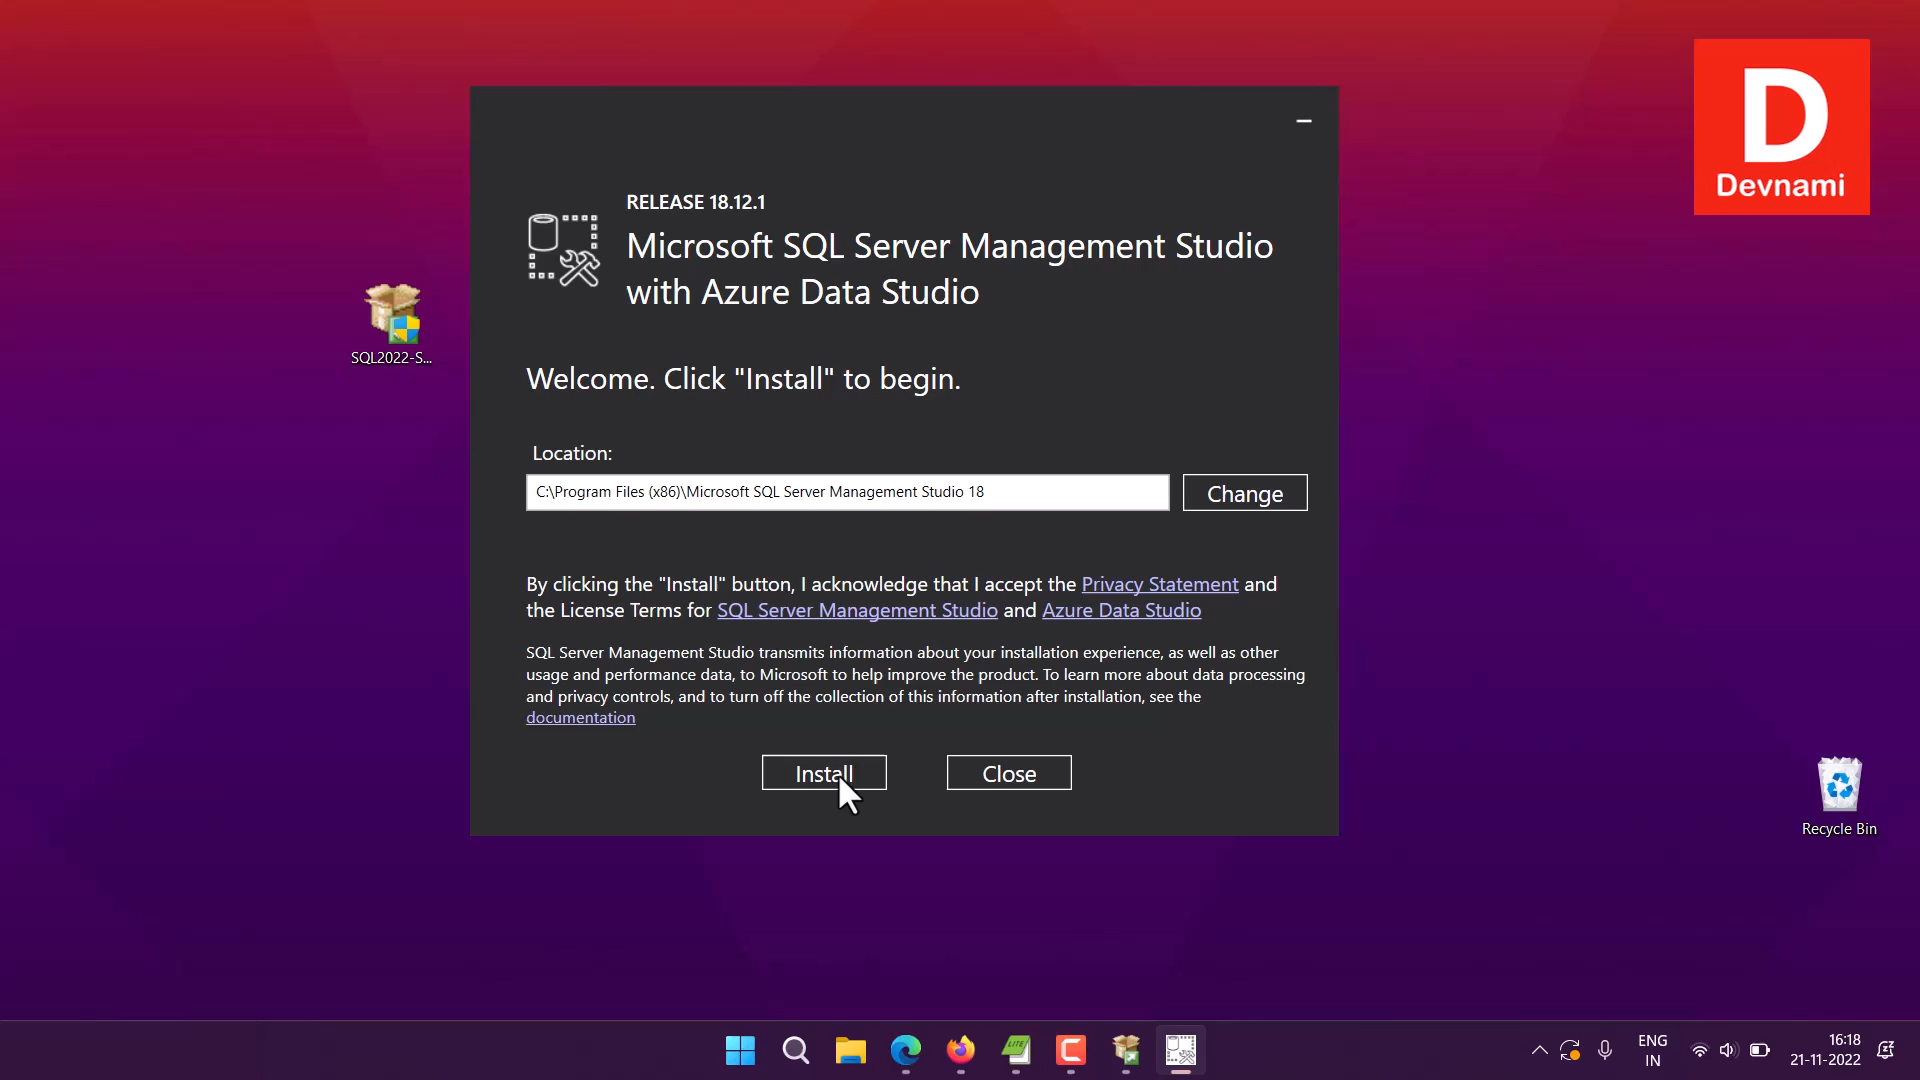 D
Devnami
RELEASE 18.12.1
Microsoft SQL Server Management Studio
with Azure Data Studio
SQL2022-S...
Welcome. Click "Install" to begin.
Location:
C:\Program Files (x86)\Microsoft SQL Server Management Studio 18
Change
By clicking the "Install" button, I acknowledge that I accept the Privacy Statement and
the License Terms for SQL Server Management Studio and Azure Data Studio
SQL Server Management Studio transmits information about your installation experience, as well as other
usage and performance data, to Microsoft to help improve the product. To learn more about data processing
and privacy controls, and to turn off the collection of this information after installation, see the
documentation
Install
Close
Recycle Bin
LITE
C
ENG
IN
16:18
21-11-2022